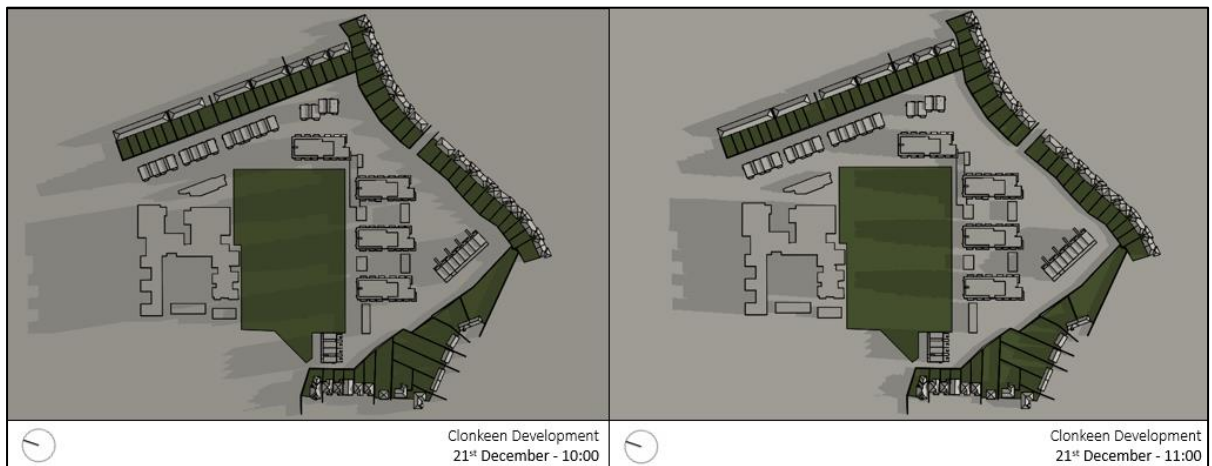 Clonkeen Development
21st December - 10:00
Clonkeen Development
21st December - 11:00